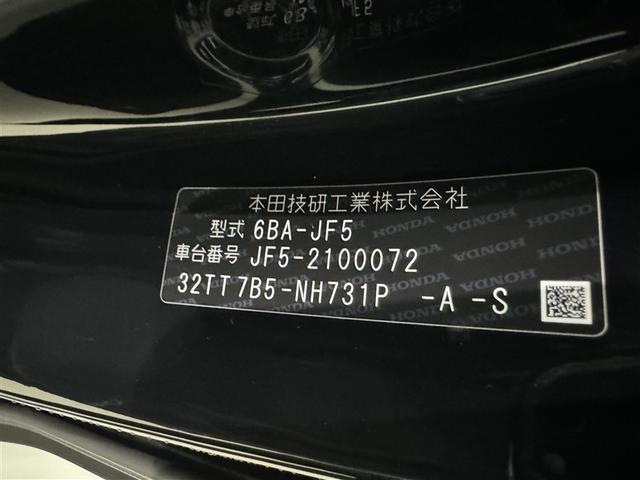 本田技研工業株式会社
型式 6BA-JF5
車台番号 JF5-2100072
32TT7B5-NH731P -A -S